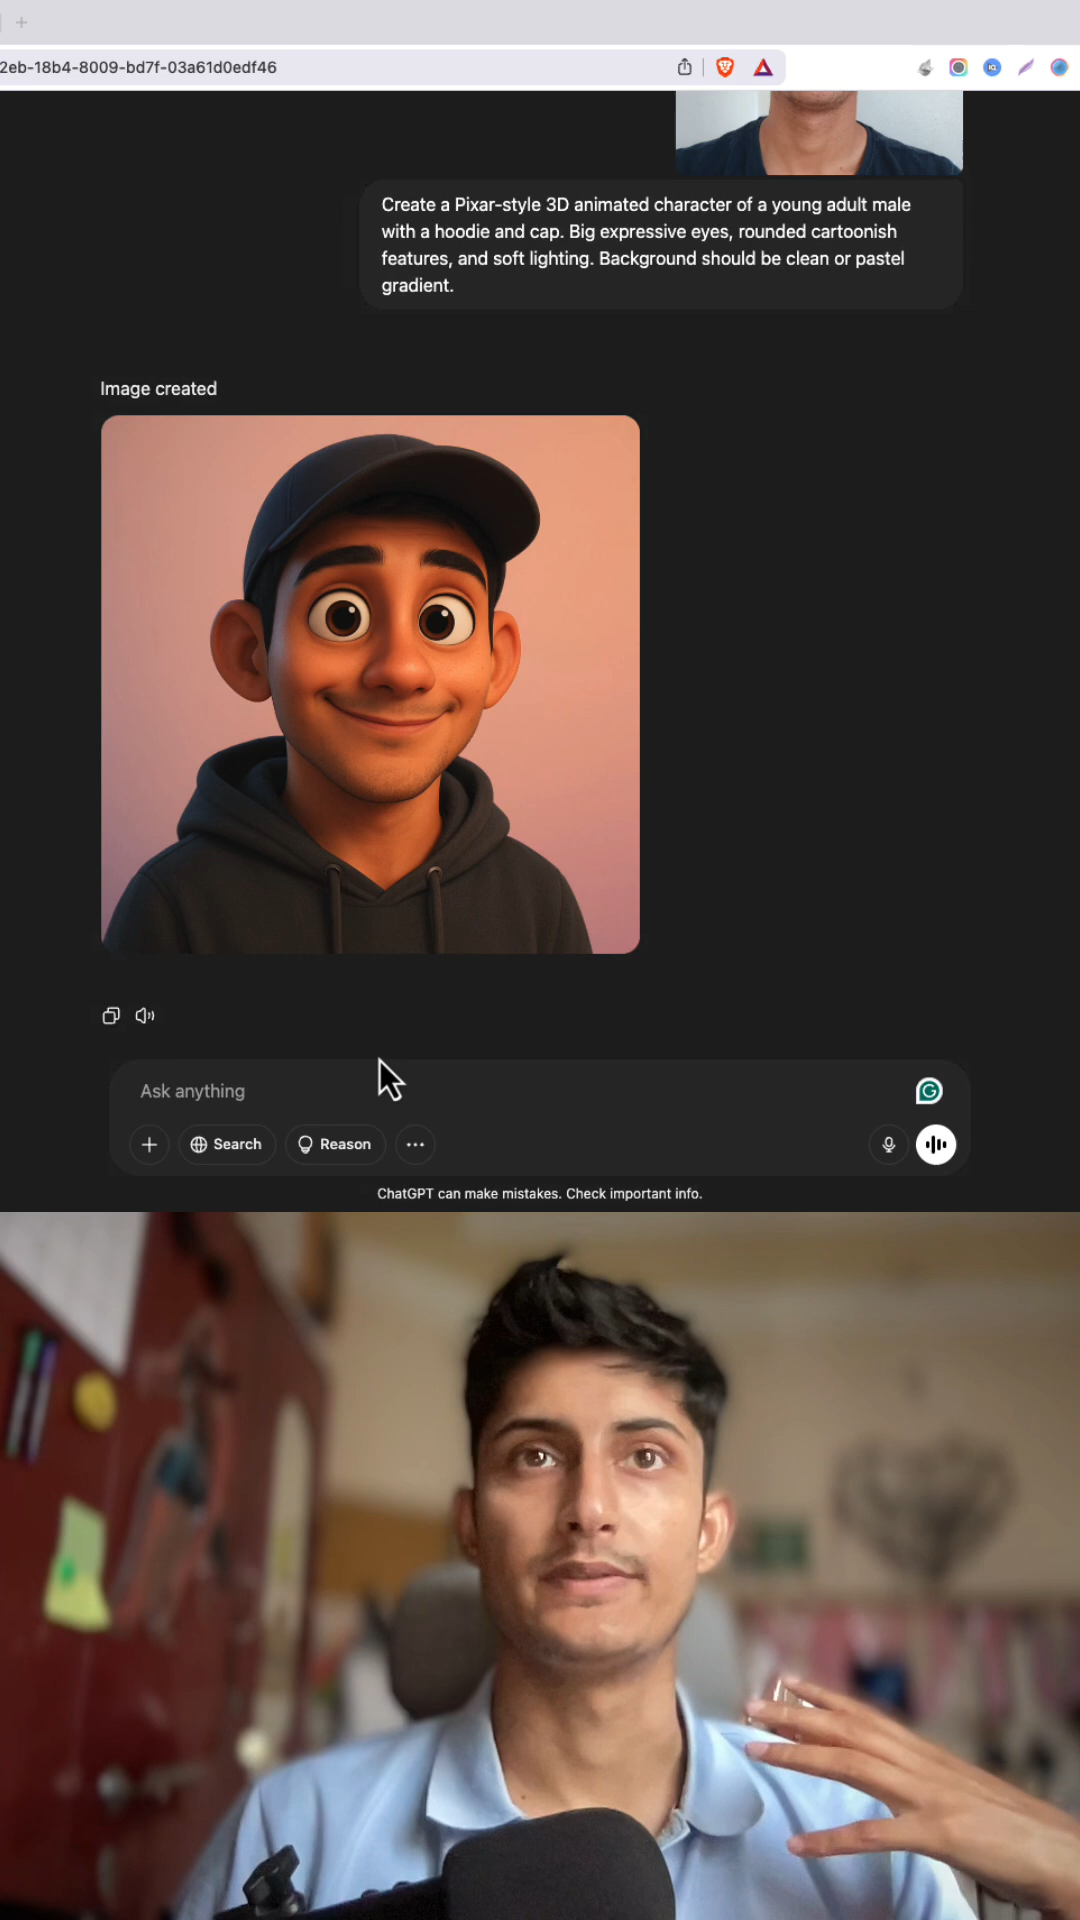 2eb-18b4-8009-bd7f-03a61d0edf46
Create a Pixar-style 3D animated character of a young adult male
with a hoodie and cap. Big expressive eyes, rounded cartoonish
features, and soft lighting. Background should be clean or pastel
gradient.
Image created
Ask anything
Search
Reason
ChatGPT can make mistakes. Check important info.